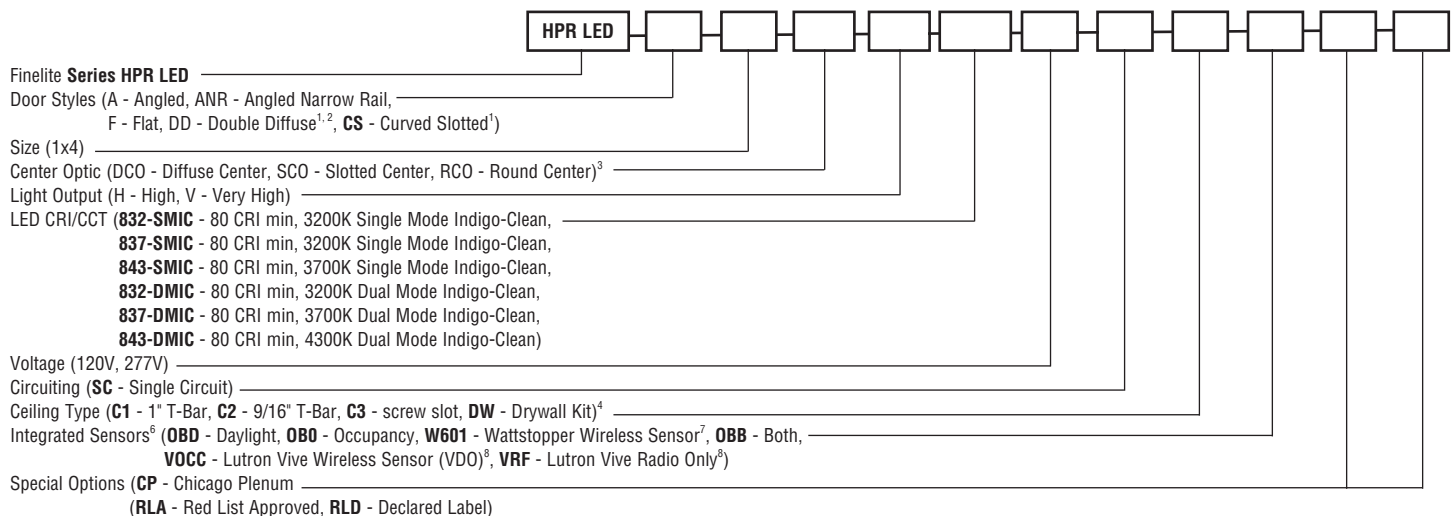 HPR LED
Finelite Series HPR LED
Door Styles (A - Angled, ANR - Angled Narrow Rail,
F - Flat, DD - Double Diffuse1, 2, CS - Curved Slotted1)
Size (1x4)
Center Optic (DCO - Diffuse Center, SCO - Slotted Center, RCO - Round Center)3
Light Output (H - High, V - Very High)
LED CRI/CCT (832-SMIC - 80 CRI min, 3200K Single Mode Indigo-Clean,
837-SMIC - 80 CRI min, 3200K Single Mode Indigo-Clean,
843-SMIC - 80 CRI min, 3700K Single Mode Indigo-Clean,
832-DMIC - 80 CRI min, 3200K Dual Mode Indigo-Clean,
837-DMIC - 80 CRI min, 3700K Dual Mode Indigo-Clean,
843-DMIC - 80 CRI min, 4300K Dual Mode Indigo-Clean)
Voltage (120V, 277V)
Circuiting (SC - Single Circuit)
Ceiling Type (C1 - 1" T-Bar, C2 - 9/16" T-Bar, C3 - screw slot, DW - Drywall Kit)4
Integrated Sensors6 (OBD - Daylight, OBO - Occupancy, W601 - Wattstopper Wireless Sensor7, OBB - Both,
VOCC - Lutron Vive Wireless Sensor (VDO)8, VRF - Lutron Vive Radio Only8)
Special Options (CP - Chicago Plenum
(RLA - Red List Approved, RLD - Declared Label)